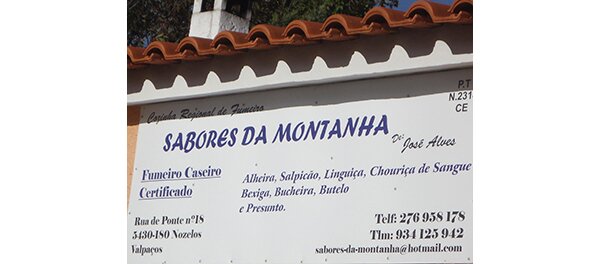 Cozinha Regional de Fumeiro
P.T
N.231
CE
SABORES DA MONTANHA
De: José Alves
Fumeiro Caseiro
Certificado
Alheira, Salpicão, Linguiça, Chouriça de Sangue
Bexiga, Bucheira, Butelo
e Presunto.
Rua de Ponte nº18
5430-180 Nozelos
Valpaços
Telf: 276 958 178
Tlm: 934 125 942
sabores-da-montanha@hotmail.com